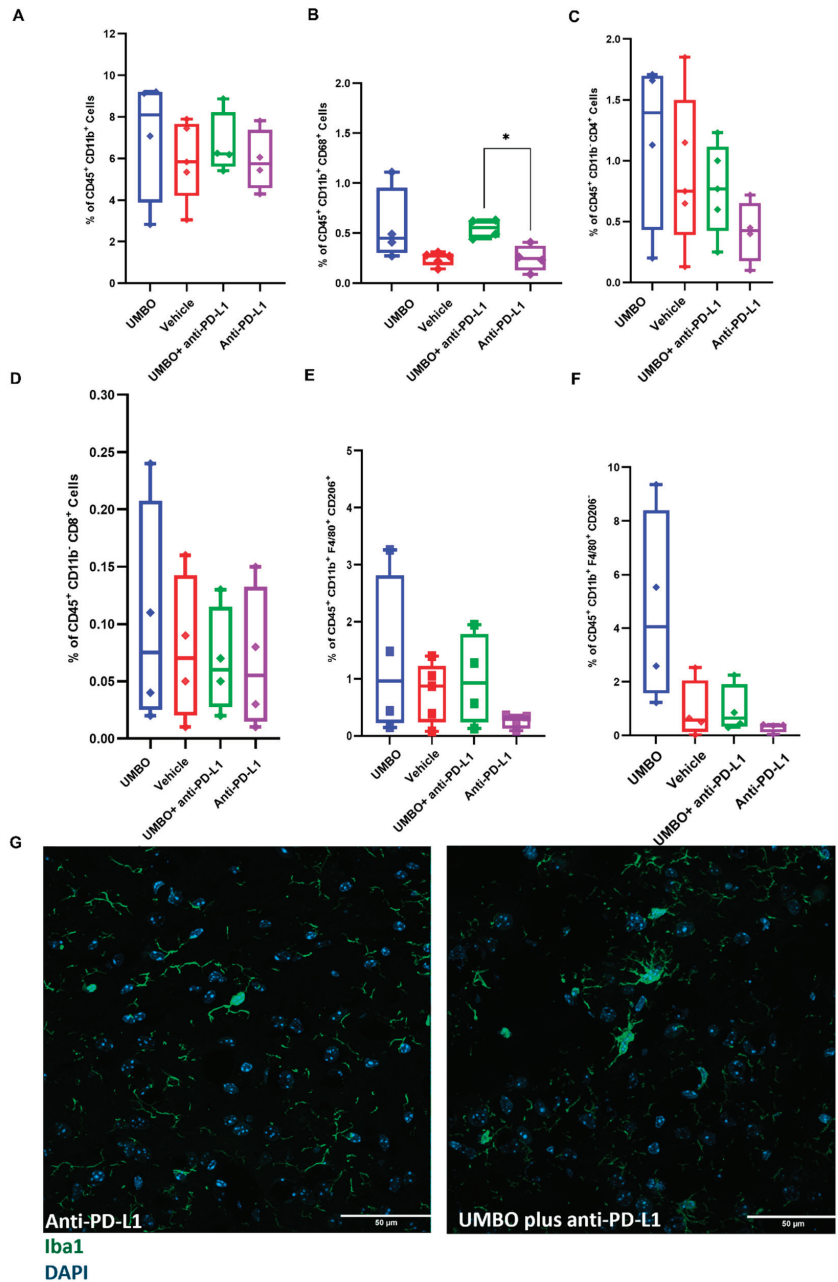 A
% of CD45+ CD11b+ Cells
12
10
8
6
4
2
0
UMBO
Vehicle
UMBO+ anti-PD-L1
Anti-PD-L1
B
% of CD45+ CD11b+ CD68+ Cells
2.0
1.5
1.0
0.5
0.0
*
UMBO
Vehicle
UMBO+ anti-PD-L1
Anti-PD-L1
C
% of CD45+ CD11b- CD4+ Cells
2.0
1.5
1.0
0.5
0.0
UMBO
Vehicle
UMBO+ anti-PD-L1
Anti-PD-L1
D
% of CD45+ CD11b- CD8+ Cells
0.30
0.25
0.20
0.15
0.10
0.05
0.00
UMBO
Vehicle
UMBO+ anti-PD-L1
Anti-PD-L1
E
% of CD45+ CD11b+ F4/80+ CD206+
5
4
3
2
1
0
UMBO
Vehicle
UMBO+ anti-PD-L1
Anti-PD-L1
F
% of CD45+ CD11b+ F4/80+ CD206-
10
8
6
4
2
0
UMBO
Vehicle
UMBO+ anti-PD-L1
Anti-PD-L1
G
Anti-PD-L1
50 µm
UMBO plus anti-PD-L1
50 µm
Iba1
DAPI